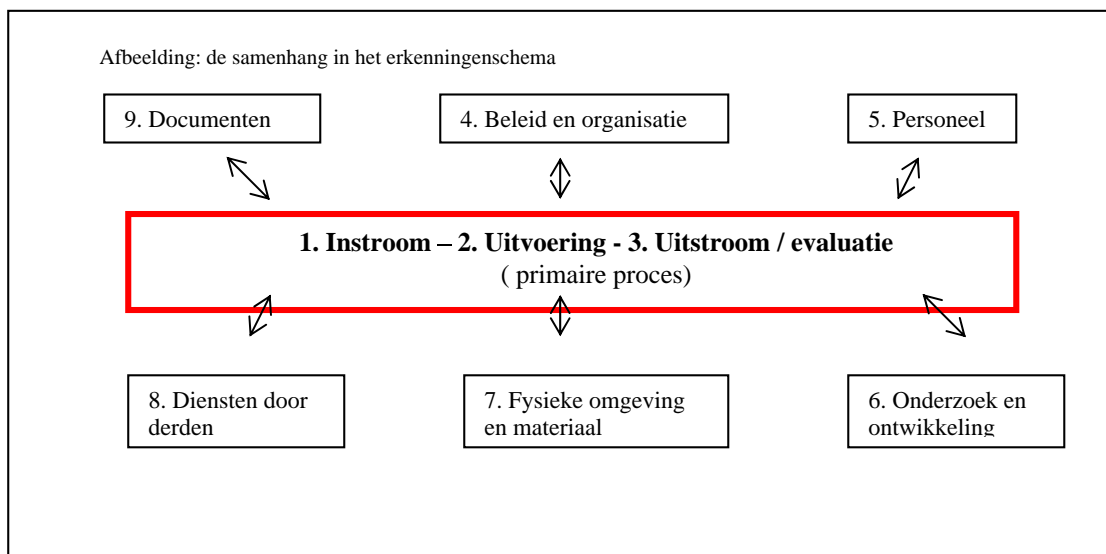 Afbeelding: de samenhang in het erkenningenschema
9. Documenten
4. Beleid en organisatie
5. Personeel
1. Instroom – 2. Uitvoering - 3. Uitstroom / evaluatie
( primaire proces)
8. Diensten door
derden
7. Fysieke omgeving
en materiaal
6. Onderzoek en
ontwikkeling